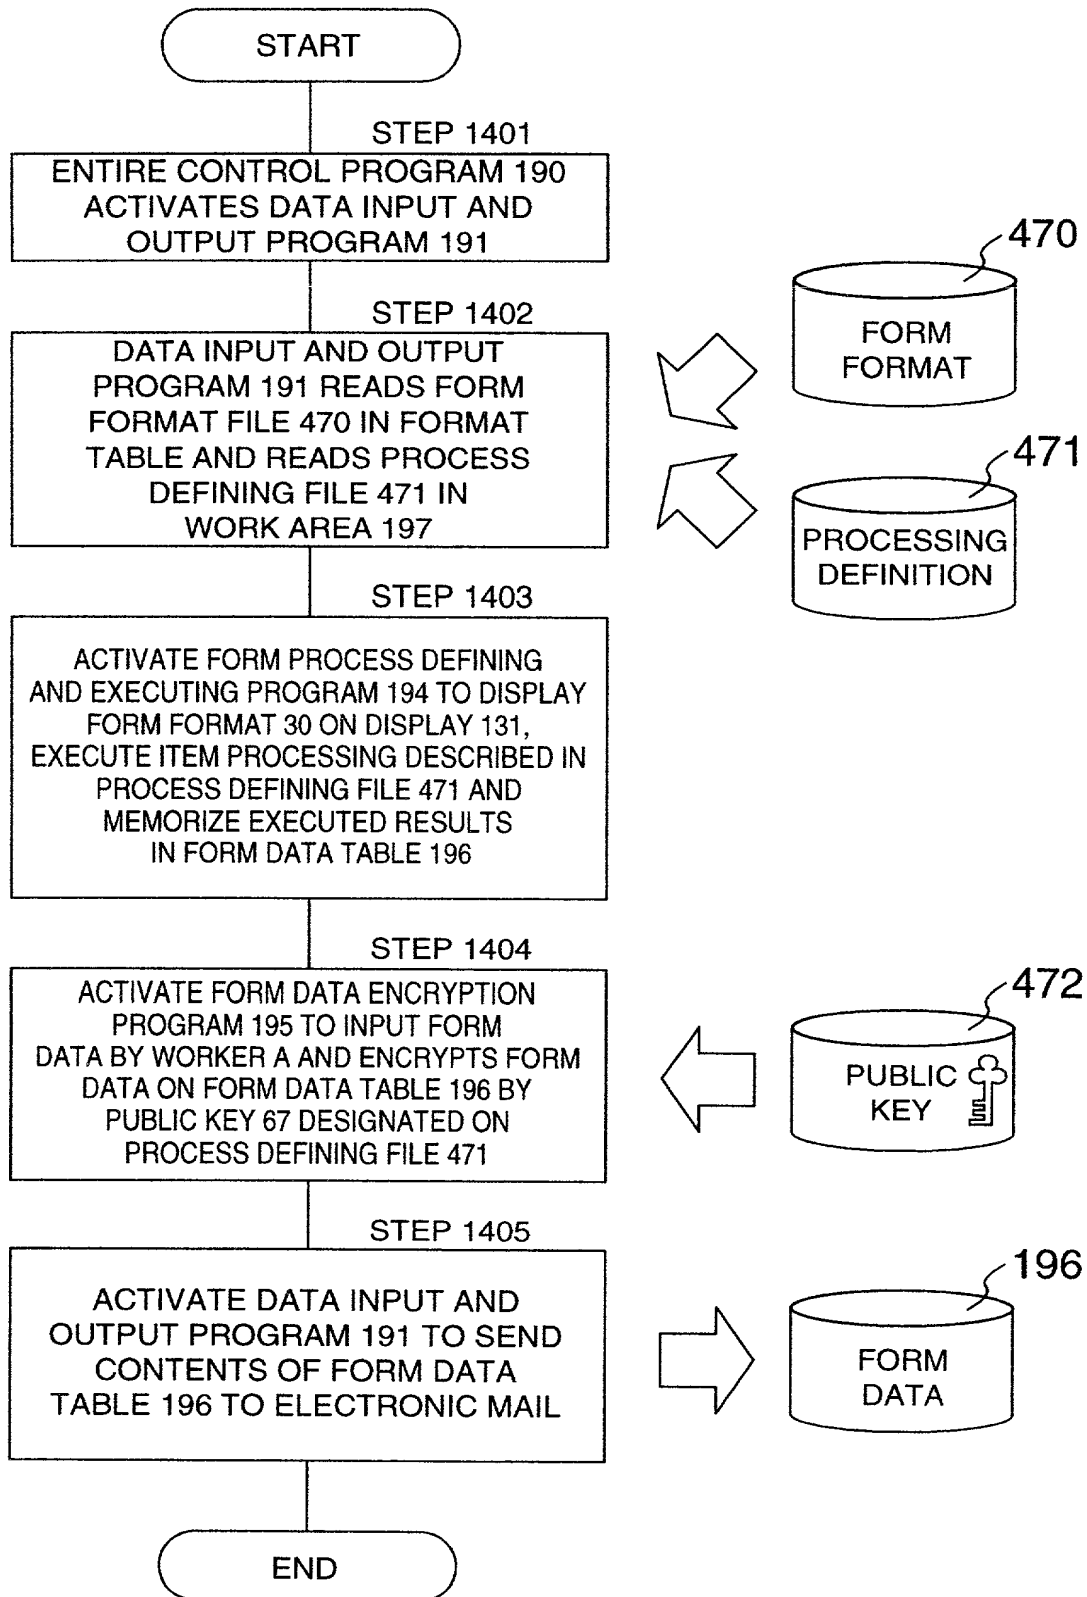 START
STEP 1401
ENTIRE CONTROL PROGRAM 190
ACTIVATES DATA INPUT AND
OUTPUT PROGRAM 191
STEP 1402
DATA INPUT AND OUTPUT
PROGRAM 191 READS FORM
FORMAT FILE 470 IN FORMAT
TABLE AND READS PROCESS
DEFINING FILE 471 IN
WORK AREA 197
470
FORM
FORMAT
471
PROCESSING
DEFINITION
STEP 1403
ACTIVATE FORM PROCESS DEFINING
AND EXECUTING PROGRAM 194 TO DISPLAY
FORM FORMAT 30 ON DISPLAY 131,
EXECUTE ITEM PROCESSING DESCRIBED IN
PROCESS DEFINING FILE 471 AND
MEMORIZE EXECUTED RESULTS
IN FORM DATA TABLE 196
STEP 1404
ACTIVATE FORM DATA ENCRYPTION
PROGRAM 195 TO INPUT FORM
DATA BY WORKER A AND ENCRYPTS FORM
DATA ON FORM DATA TABLE 196 BY
PUBLIC KEY 67 DESIGNATED ON
PROCESS DEFINING FILE 471
472
PUBLIC
KEY
STEP 1405
ACTIVATE DATA INPUT AND
OUTPUT PROGRAM 191 TO SEND
CONTENTS OF FORM DATA
TABLE 196 TO ELECTRONIC MAIL
196
FORM
DATA
END